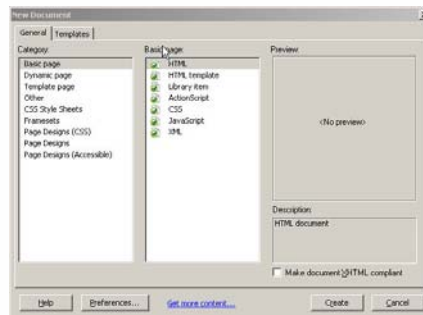 New Document
General
Templates
Category:
Basic page
Dynamic page
Template page
Other
CSS Style Sheets
Framesets
Page Designs (CSS)
Page Designs
Page Designs (Accessible)
Basic page:
HTML
HTML template
Library item
ActionScript
CSS
JavaScript
XML
Preview:
<No preview>
Description:
HTML document
Make document XHTML compliant
Help
Preferences...
Get more content...
Create
Cancel